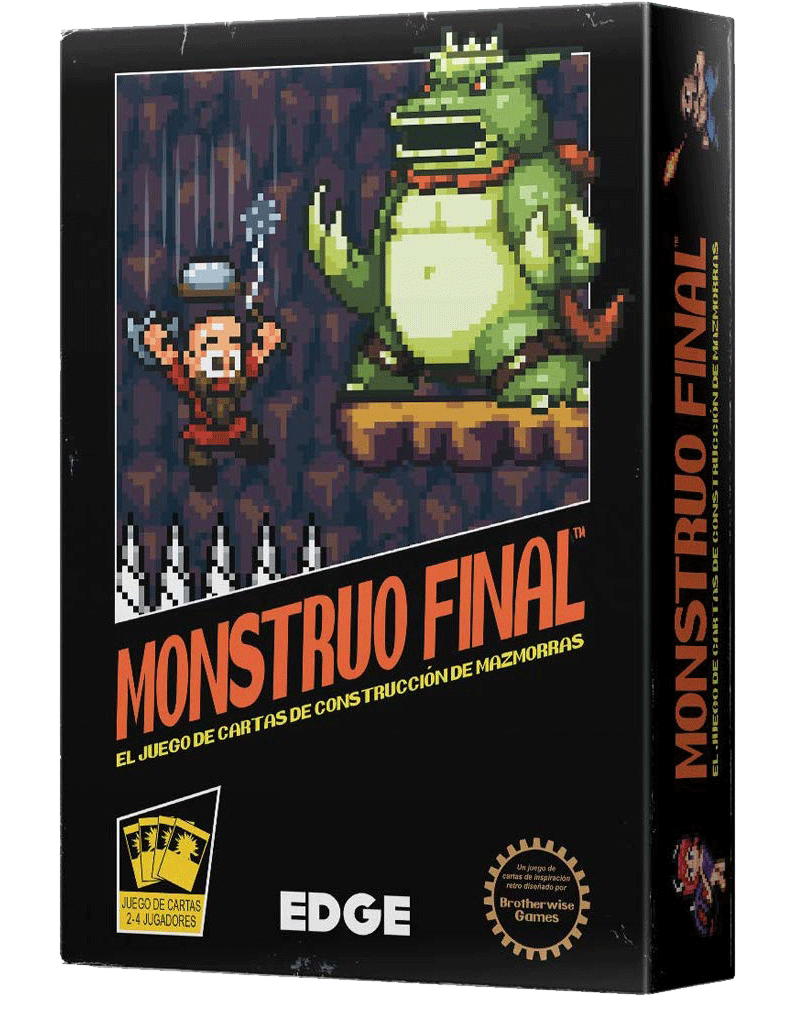 MONSTRUO FINAL™
EL JUEGO DE CARTAS DE CONSTRUCCIÓN DE MAZMORRAS
JUEGO DE CARTAS
2-4 JUGADORES
EDGE
Un juego de
cartas de inspiración
retro diseñado por
Brotherwise
Games
MONSTRUO FINAL™
EL JUEGO DE CARTAS DE CONSTRUCCIÓN DE MAZMORRAS